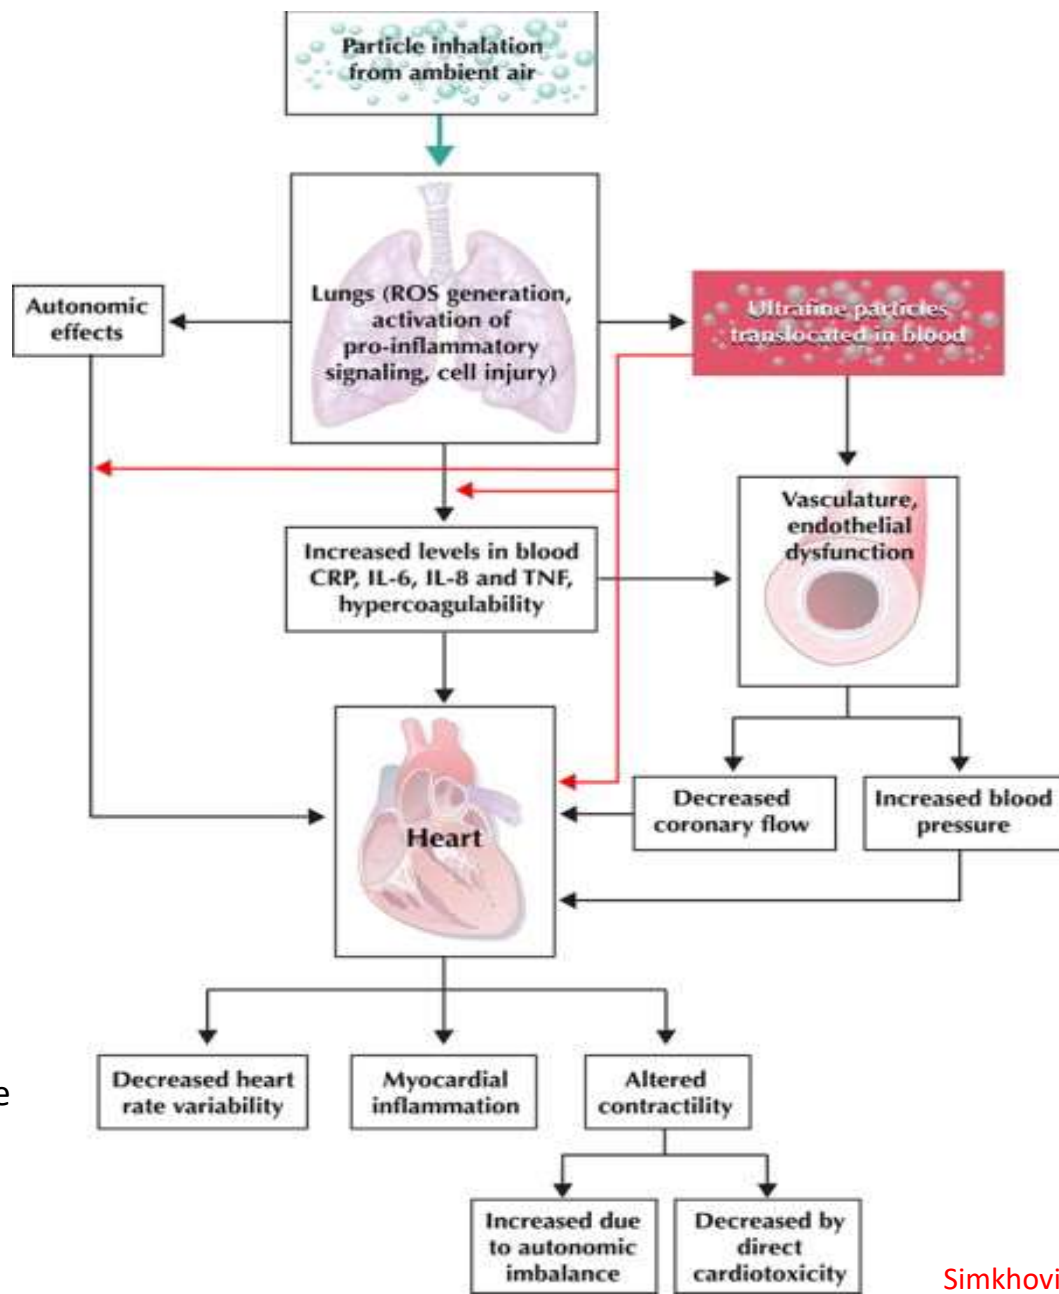 Particle inhalation
from ambient air
Lungs (ROS generation,
activation of
pro-inflammatory
signaling, cell injury)
Autonomic
effects
Ultrafine particles
translocated in blood
Vasculature,
endothelial
dysfunction
Increased levels in blood
CRP, IL-6, IL-8 and TNF,
hypercoagulability
Heart
Decreased
coronary flow
Increased blood
pressure
Decreased heart
rate variability
Myocardial
inflammation
Altered
contractility
e
Increased due
to autonomic
imbalance
Decreased by
direct
cardiotoxicity
Simkhovi